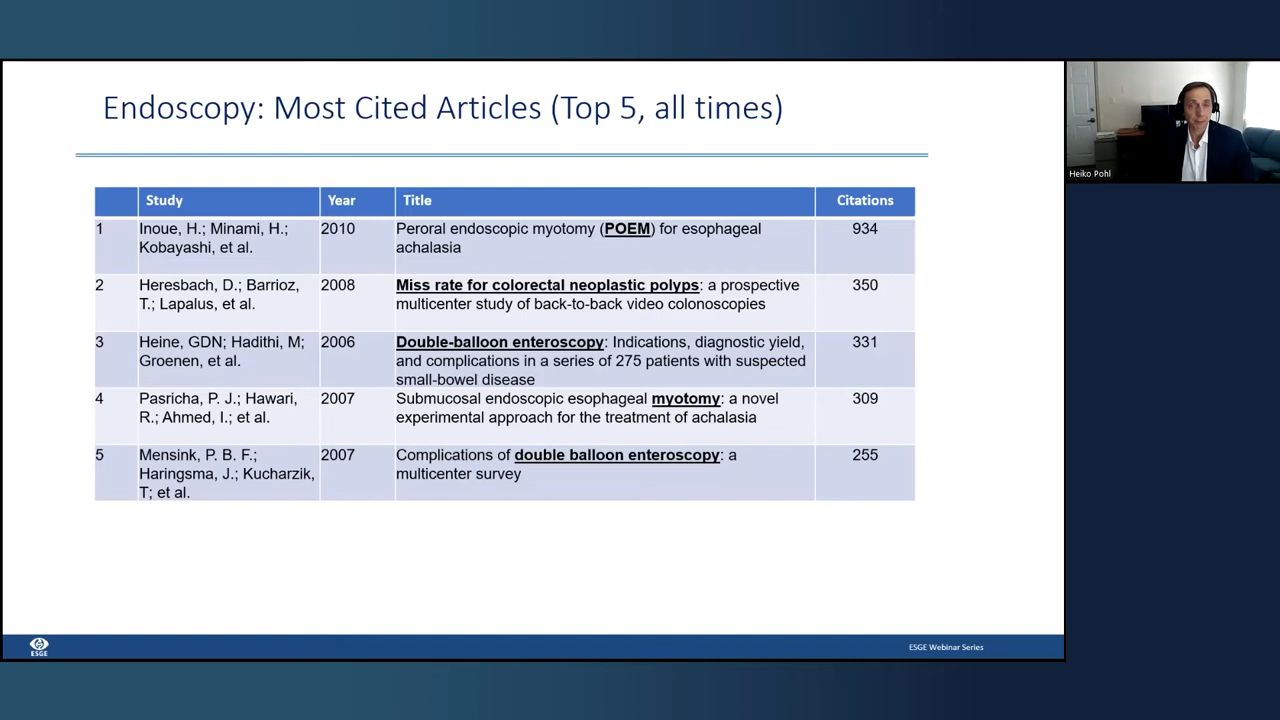 Endoscopy: Most Cited Articles (Top 5, all times)
Heiko Pohl
Study Year Title Citations
1 Inoue, H.; Minami, H.; 2010 Peroral endoscopic myotomy (POEM) for esophageal 934
Kobayashi, et al. achalasia
2 Heresbach, D.; Barrioz, 2008 Miss rate for colorectal neoplastic polyps: a prospective 350
T.; Lapalus, et al. multicenter study of back-to-back video colonoscopies
3 Heine, GDN; Hadithi, M; 2006 Double-balloon enteroscopy: Indications, diagnostic yield, 331
Groenen, et al. and complications in a series of 275 patients with suspected
small-bowel disease
4 Pasricha, P. J.; Hawari, 2007 Submucosal endoscopic esophageal myotomy: a novel 309
R.; Ahmed, I.; et al. experimental approach for the treatment of achalasia
5 Mensink, P. B. F.; 2007 Complications of double balloon enteroscopy: a 255
Haringsma, J.; Kucharzik, multicenter survey
T; et al.
ESGE
ESGE Webinar Series